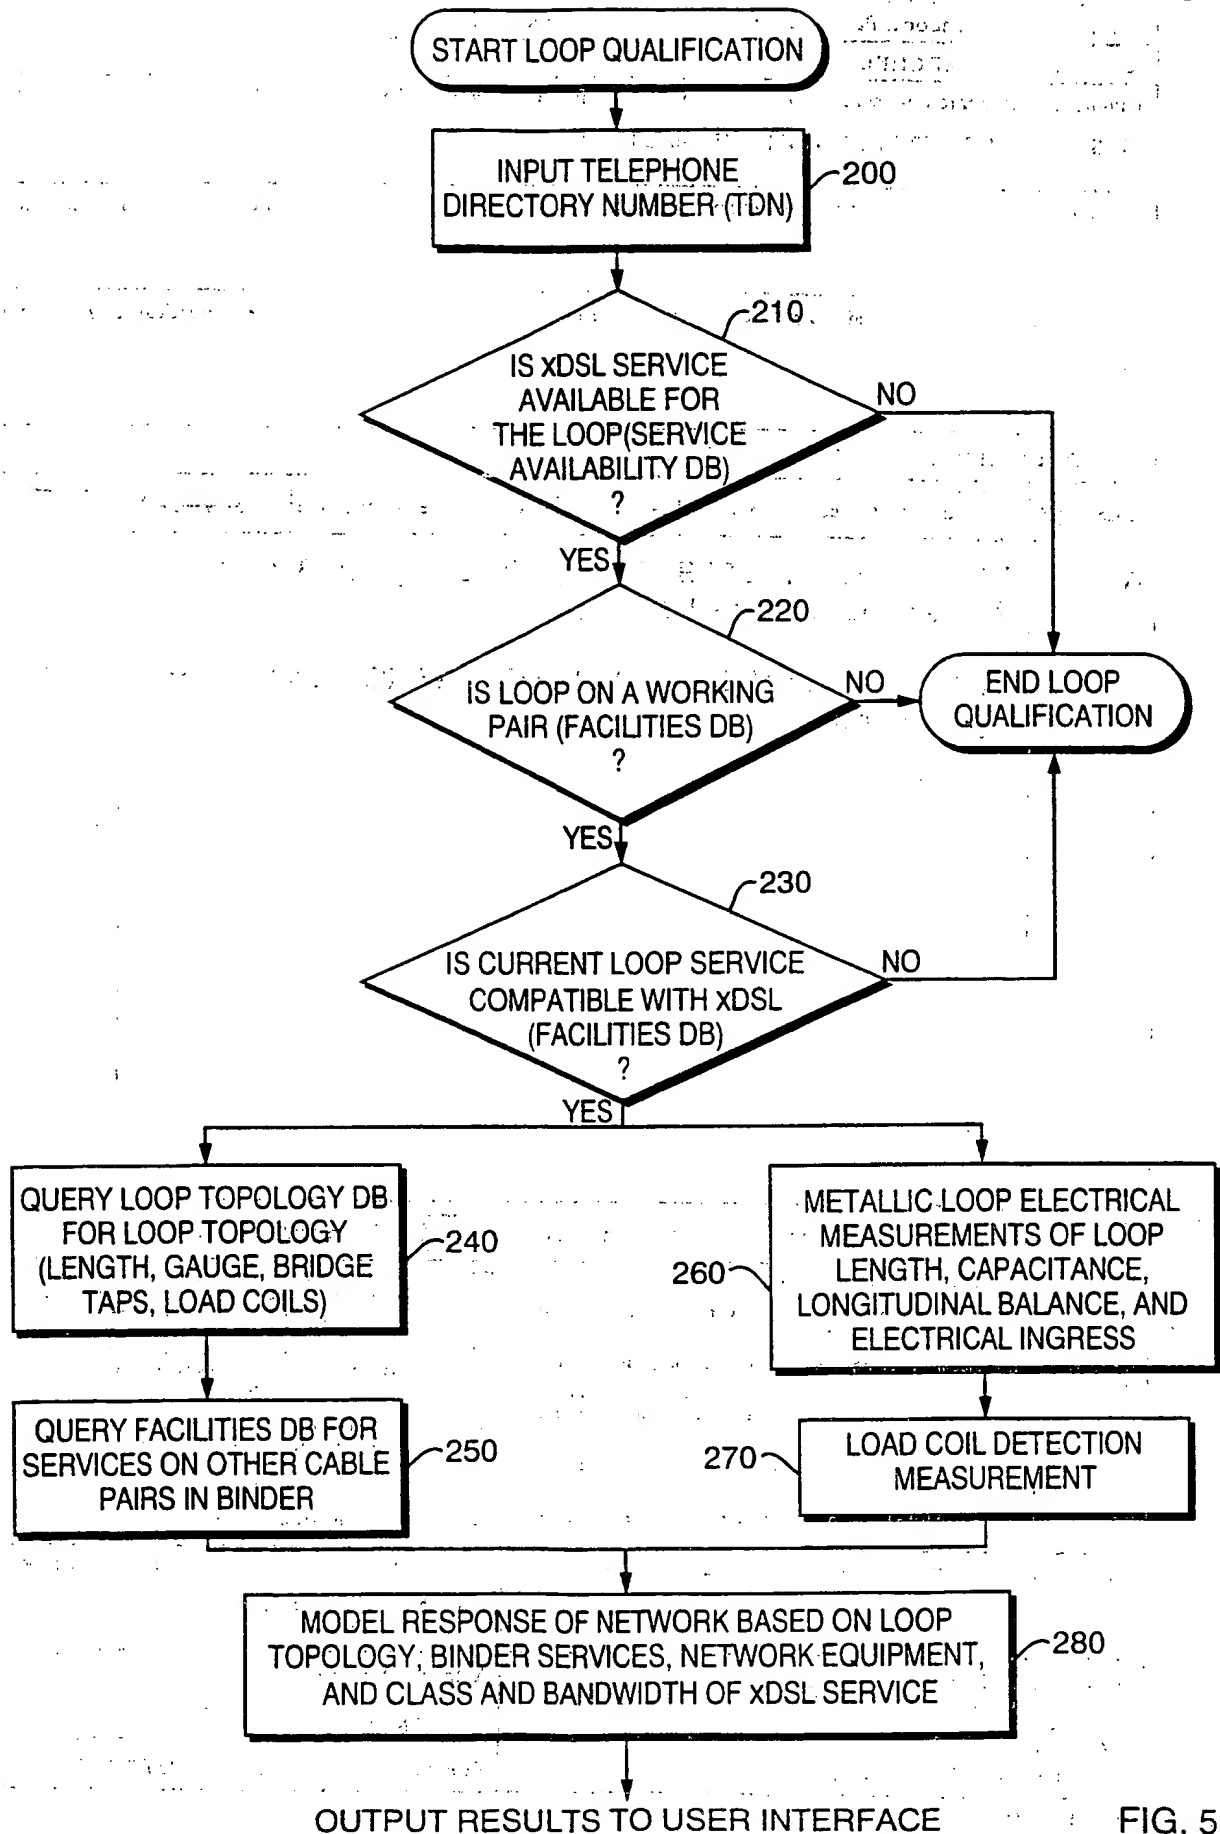 START LOOP QUALIFICATION
INPUT TELEPHONE
DIRECTORY NUMBER (TDN)
200
210
IS xDSL SERVICE
AVAILABLE FOR
THE LOOP(SERVICE
AVAILABILITY DB)
?
NO
YES
220
IS LOOP ON A WORKING
PAIR (FACILITIES DB)
?
NO
END LOOP
QUALIFICATION
YES
230
IS CURRENT LOOP SERVICE
COMPATIBLE WITH xDSL
(FACILITIES DB)
?
NO
YES
QUERY LOOP TOPOLOGY DB
FOR LOOP TOPOLOGY
(LENGTH, GAUGE, BRIDGE
TAPS, LOAD COILS)
240
METALLIC LOOP ELECTRICAL
MEASUREMENTS OF LOOP
LENGTH, CAPACITANCE,
LONGITUDINAL BALANCE, AND
ELECTRICAL INGRESS
260
QUERY FACILITIES DB FOR
SERVICES ON OTHER CABLE
PAIRS IN BINDER
250
LOAD COIL DETECTION
MEASUREMENT
270
MODEL RESPONSE OF NETWORK BASED ON LOOP
TOPOLOGY, BINDER SERVICES, NETWORK EQUIPMENT,
AND CLASS AND BANDWIDTH OF xDSL SERVICE
280
OUTPUT RESULTS TO USER INTERFACE
FIG. 5